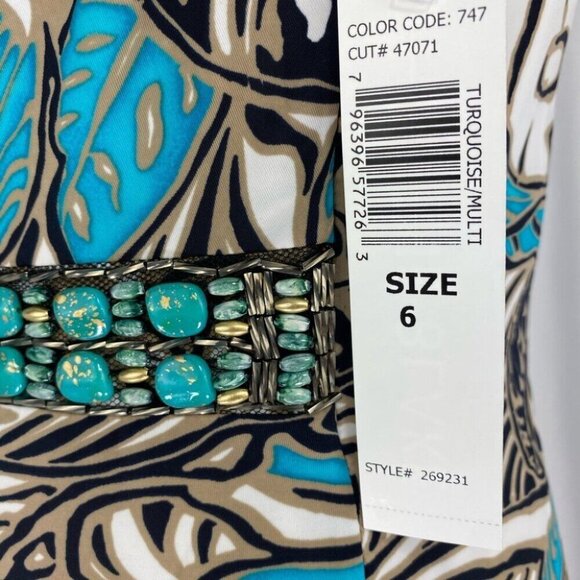 COLOR CODE: 747
CUT# 47071
TURQUOISE/MULTI
7 96396 57726 3
SIZE
6
STYLE# 269231